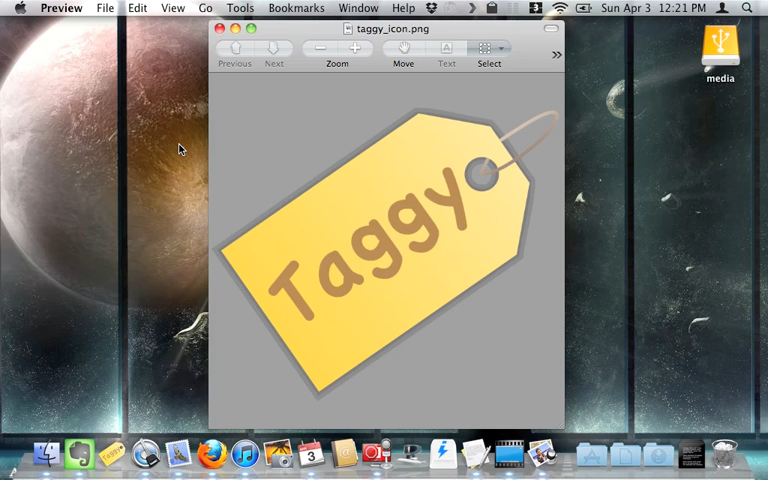 Preview File Edit View Go Tools Bookmarks Window Help Sun Apr 3 12:21 PM
taggy_icon.png
Previous Next Zoom Move Text Select
media
Taggy
3